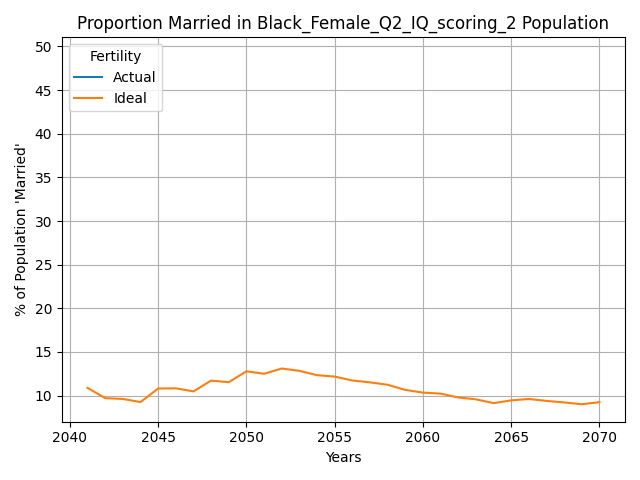 Proportion Married in Black_Female_Q2_IQ_scoring_2 Population
% of Population 'Married'
50
45
40
35
30
25
20
15
10
Fertility
Actual
Ideal
2040
2045
2050
2055
2060
2065
2070
Years